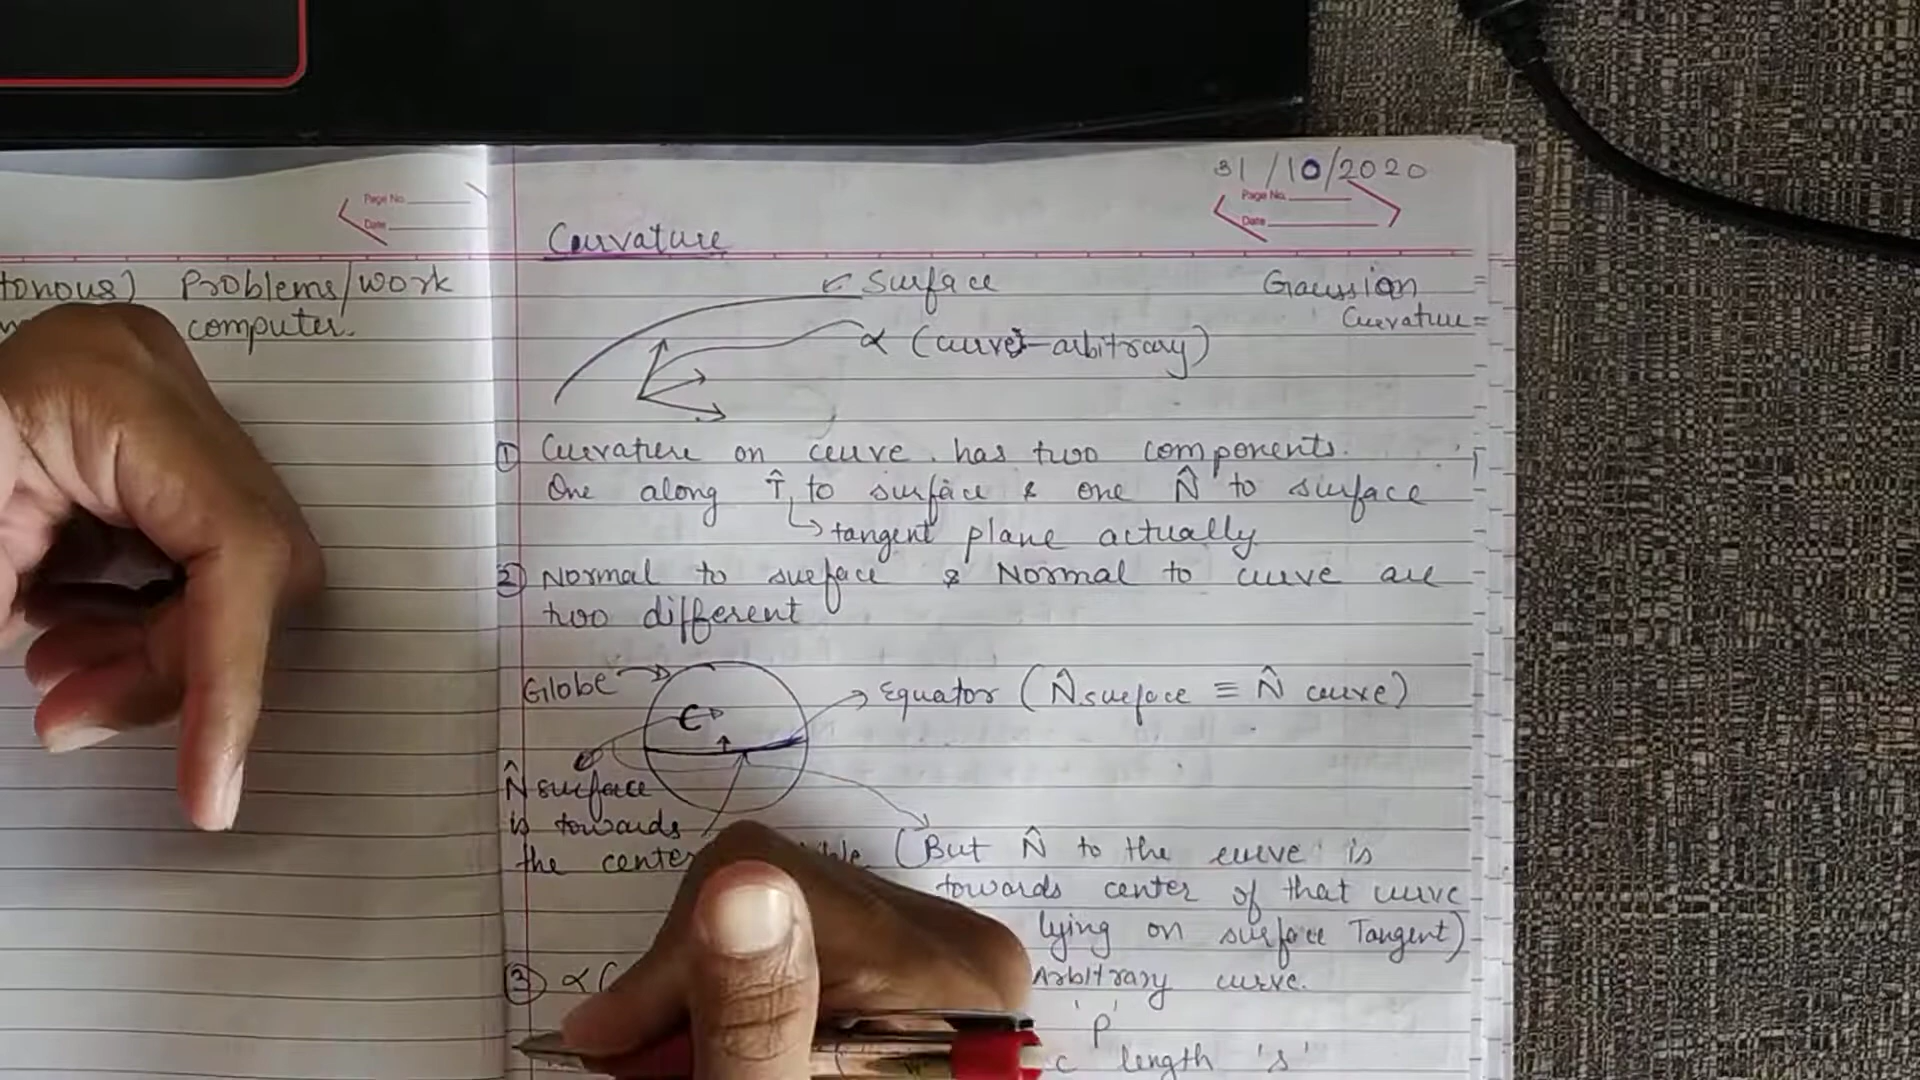 31/10/2020
Page No.
Date
Page No.
Date
Curvature
tonous) Problems/work
computer.
Surface
Gaussian
Curvature=
α (curve-arbitrary)
① Curvature on curve has two components.
One along T̂ to surface & one N̂ to surface
tangent plane actually
② Normal to surface & Normal to curve are
two different
Globe
C
Equator (N̂ surface ≡ N̂ curve)
N̂ surface
is towards
the center
(But N̂ to the curve is
towards center of that curve
lying on surface Tangent)
③ α(
Arbitrary curve.
'p'
c length 's'